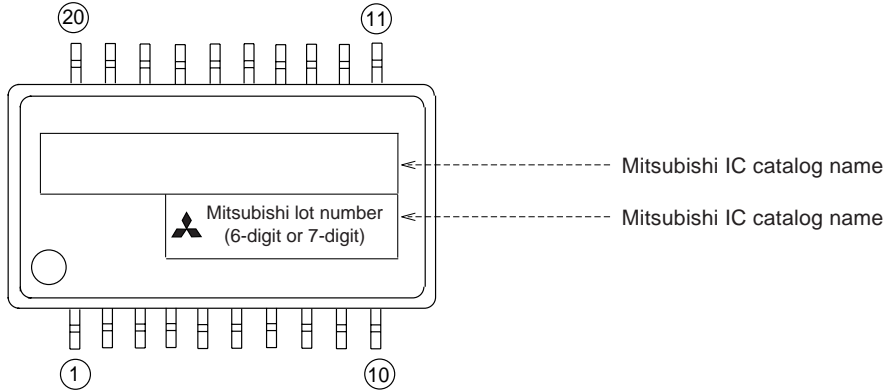 20
11
Mitsubishi IC catalog name
Mitsubishi lot number
(6-digit or 7-digit)
Mitsubishi IC catalog name
1
10